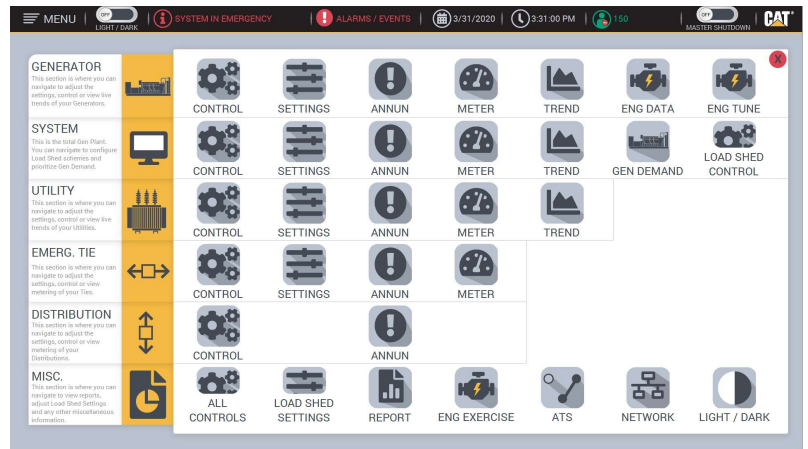 MENU
OFF
LIGHT / DARK
SYSTEM IN EMERGENCY
ALARMS / EVENTS
3/31/2020
3:31:00 PM
150
OFF
MASTER SHUTDOWN
CAT
X
GENERATOR
This section is where you can
navigate to adjust the
settings, control or view live
trends of your Generators.
CONTROL
SETTINGS
ANNUN
METER
TREND
ENG DATA
ENG TUNE
SYSTEM
This is the total Gen Plant.
You can navigate to configure
Load Shed schemes and
prioritize Gen Demand.
CONTROL
SETTINGS
ANNUN
METER
TREND
GEN DEMAND
LOAD SHED
CONTROL
UTILITY
This section is where you can
navigate to adjust the
settings, control or view live
trends of your Utilities.
CONTROL
SETTINGS
ANNUN
METER
TREND
EMERG. TIE
This section is where you can
navigate to adjust the
settings, control or view
metering of your Ties.
CONTROL
SETTINGS
ANNUN
METER
DISTRIBUTION
This section is where you can
navigate to adjust the
settings, control or view
metering of your
Distributions.
CONTROL
ANNUN
MISC.
This section is where you can
navigate to view reports,
adjust Load Shed Settings
and any other miscellaneous
information.
ALL
CONTROLS
LOAD SHED
SETTINGS
REPORT
ENG EXERCISE
ATS
NETWORK
LIGHT / DARK